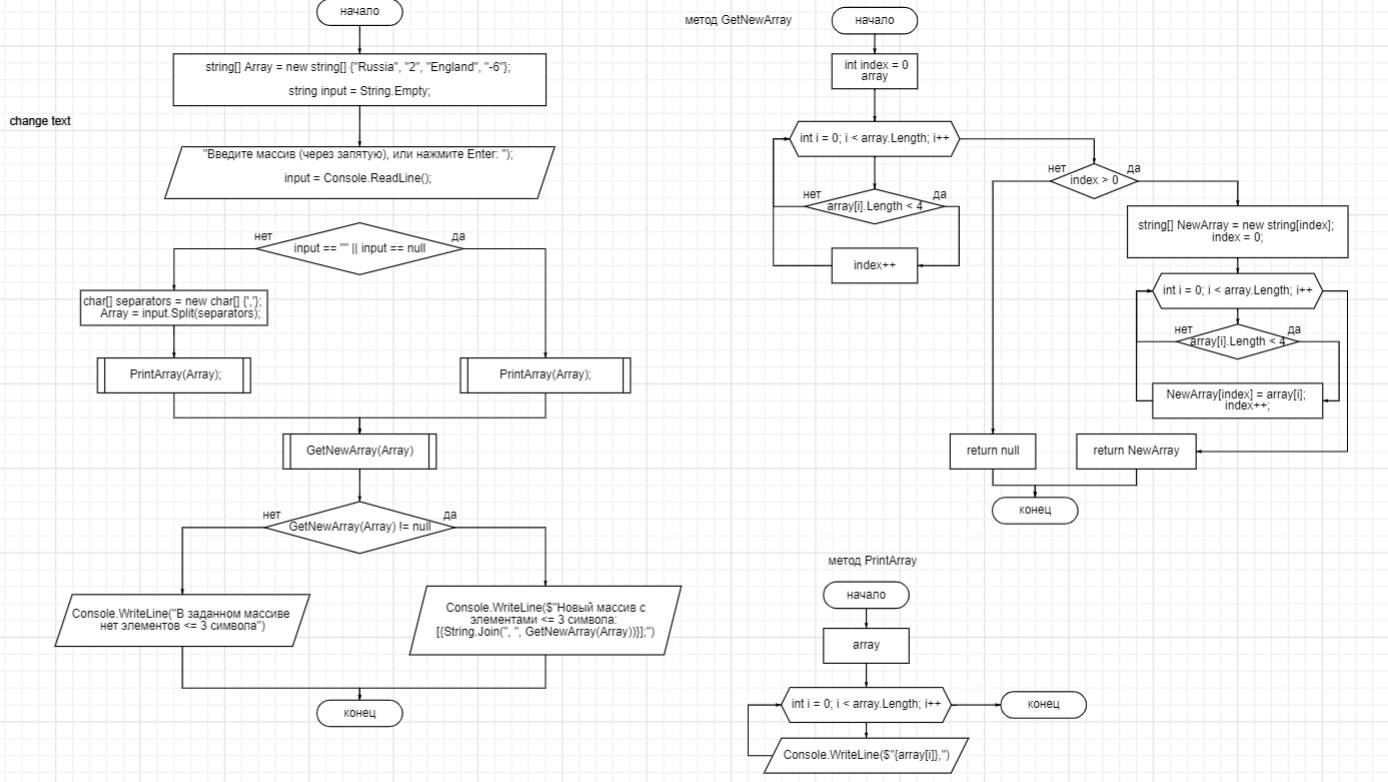 начало
string[] Array = new string[] {"Russia", "2", "England", "-6"};
string input = String.Empty;
change text
"Введите массив (через запятую), или нажмите Enter: ");
input = Console.ReadLine();
нет
да
input == "" || input == null
char[] separators = new char[] {','};
Array = input.Split(separators);
PrintArray(Array);
PrintArray(Array);
GetNewArray(Array)
нет
да
GetNewArray(Array) != null
Console.WriteLine("В заданном массиве
нет элементов <= 3 символа")
Console.WriteLine($"Новый массив с
элементами <= 3 символа:
[{String.Join(", ", GetNewArray(Array))}];")
конец
метод GetNewArray
начало
int index = 0
array
int i = 0; i < array.Length; i++
нет
да
array[i].Length < 4
index++
нет
да
index > 0
string[] NewArray = new string[index];
index = 0;
int i = 0; i < array.Length; i++
нет
да
array[i].Length < 4
NewArray[index] = array[i];
index++;
return null
return NewArray
конец
метод PrintArray
начало
array
int i = 0; i < array.Length; i++
конец
Console.WriteLine($"{array[i]},")